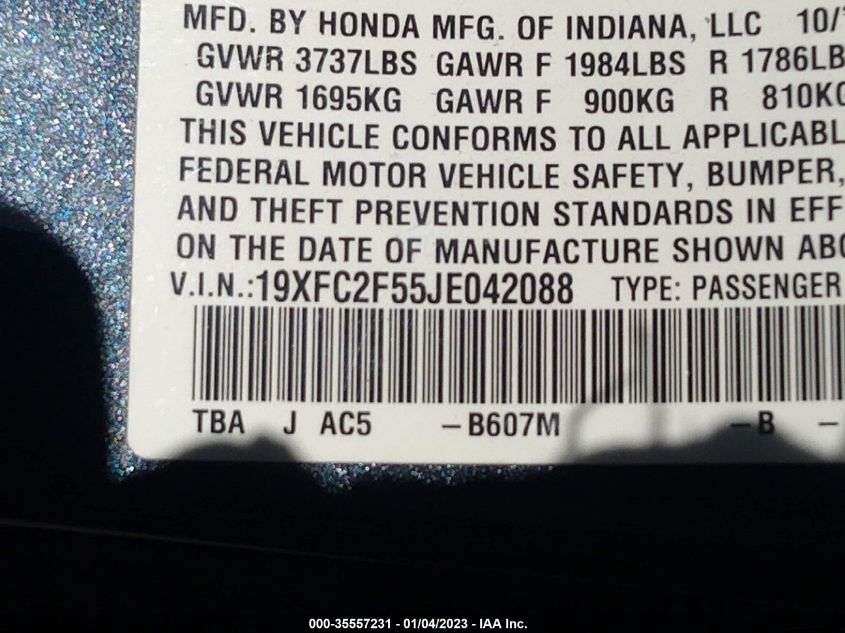 MFD. BY HONDA MFG. OF INDIANA, LLC 10/
GVWR 3737LBS GAWR F 1984LBS R 1786LB
GVWR 1695KG GAWR F 900KG R 810KG
THIS VEHICLE CONFORMS TO ALL APPLICABL
FEDERAL MOTOR VEHICLE SAFETY, BUMPER,
AND THEFT PREVENTION STANDARDS IN EFF
ON THE DATE OF MANUFACTURE SHOWN ABO
V.I.N.:19XFC2F55JE042088 TYPE: PASSENGER
TBA J AC5 -B607M -B -
000-35557231 - 01/04/2023 - IAA Inc.